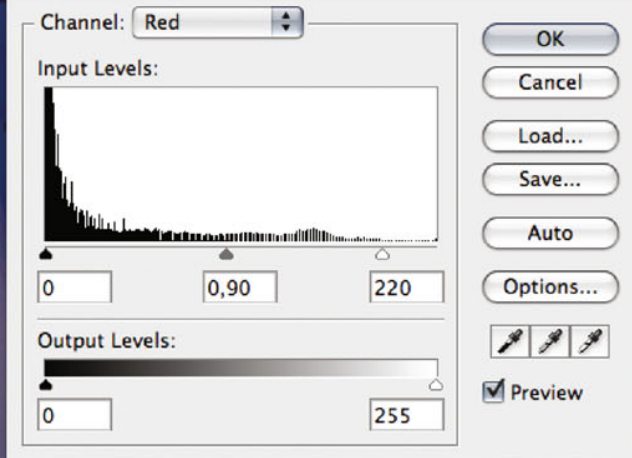 Channel: Red
Input Levels:
0 0,90 220
Output Levels:
0 255
OK
Cancel
Load...
Save...
Auto
Options...
Preview